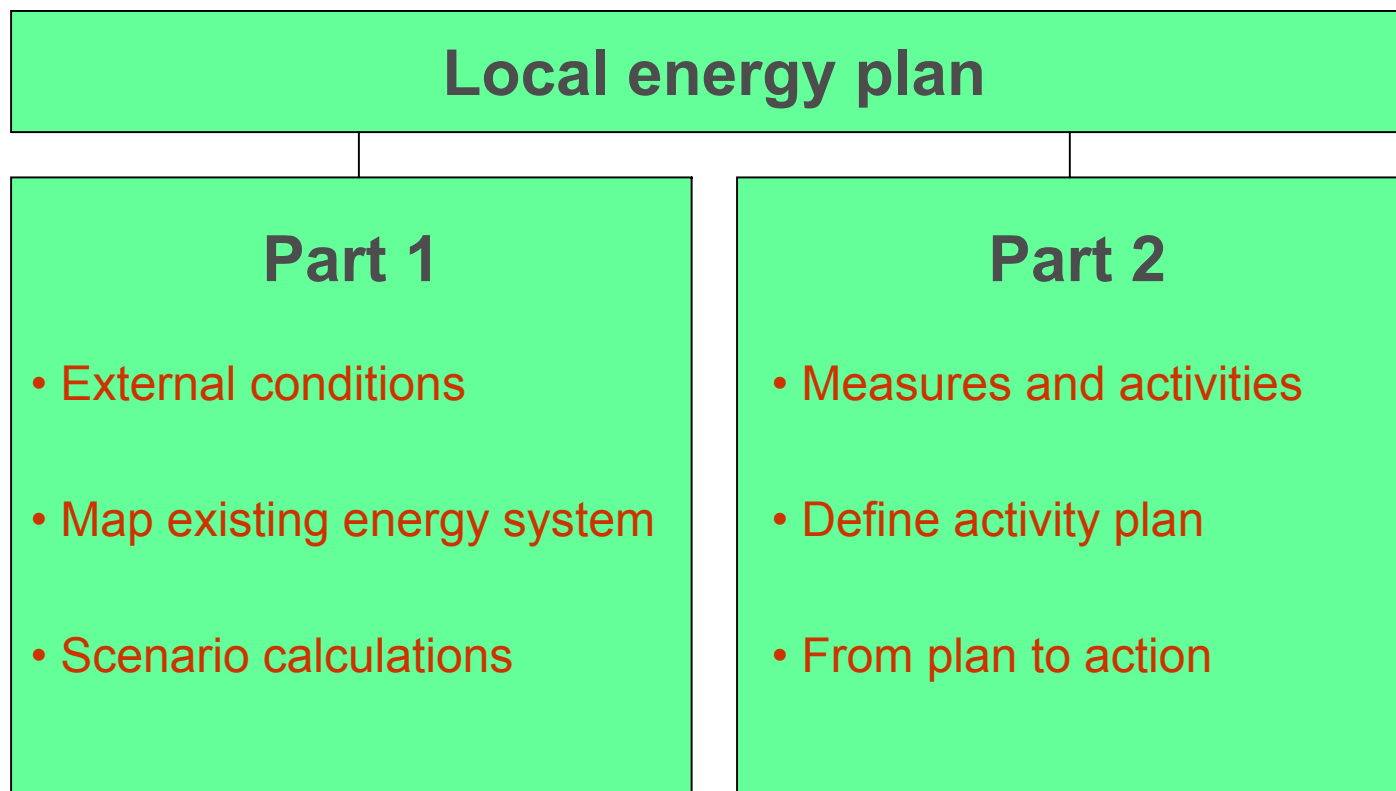 Local energy plan
Part 1
• External conditions
• Map existing energy system
• Scenario calculations
Part 2
• Measures and activities
• Define activity plan
• From plan to action